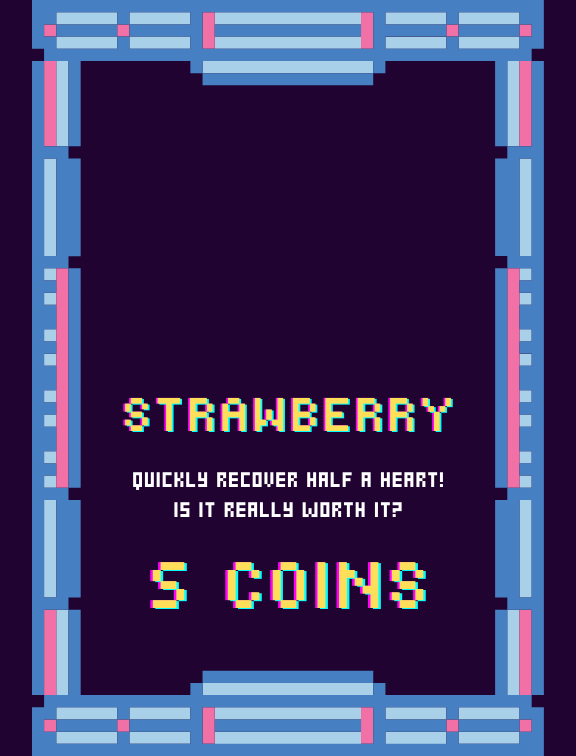 STRAWBERRY
QUICKLY RECOVER HALF A HEART!
IS IT REALLY WORTH IT?
5 COINS